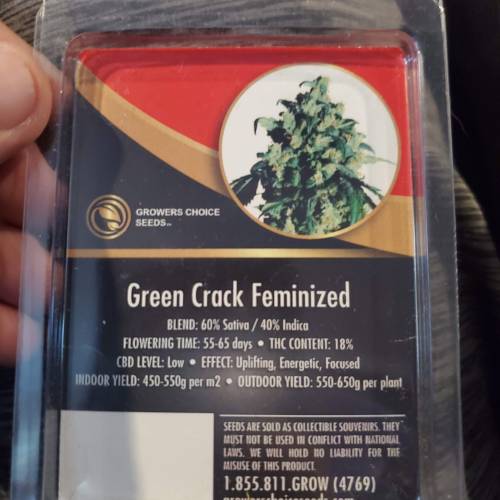 GROWERS CHOICE
SEEDS™
Green Crack Feminized
BLEND: 60% Sativa / 40% Indica
FLOWERING TIME: 55-65 days • THC CONTENT: 18%
CBD LEVEL: Low • EFFECT: Uplifting, Energetic, Focused
INDOOR YIELD: 450-550g per m2 • OUTDOOR YIELD: 550-650g per plant
SEEDS ARE SOLD AS COLLECTIBLE SOUVENIRS. THEY
MUST NOT BE USED IN CONFLICT WITH NATIONAL
LAWS. WE WILL HOLD NO LIABILITY FOR THE
MISUSE OF THIS PRODUCT.
1.855.811.GROW (4769)
growerschoiceseeds.com